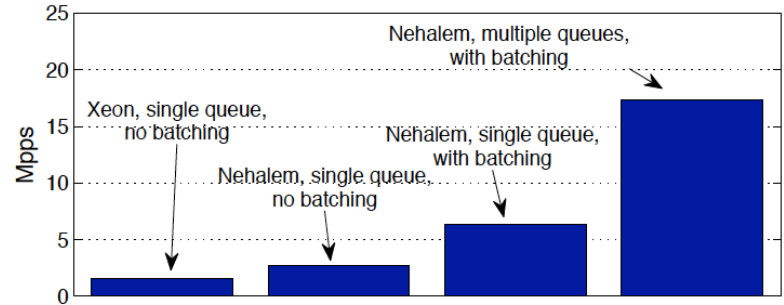 25
20
15
10
5
0
Mpps
Xeon, single queue,
no batching
Nehalem, single queue,
no batching
Nehalem, single queue,
with batching
Nehalem, multiple queues,
with batching